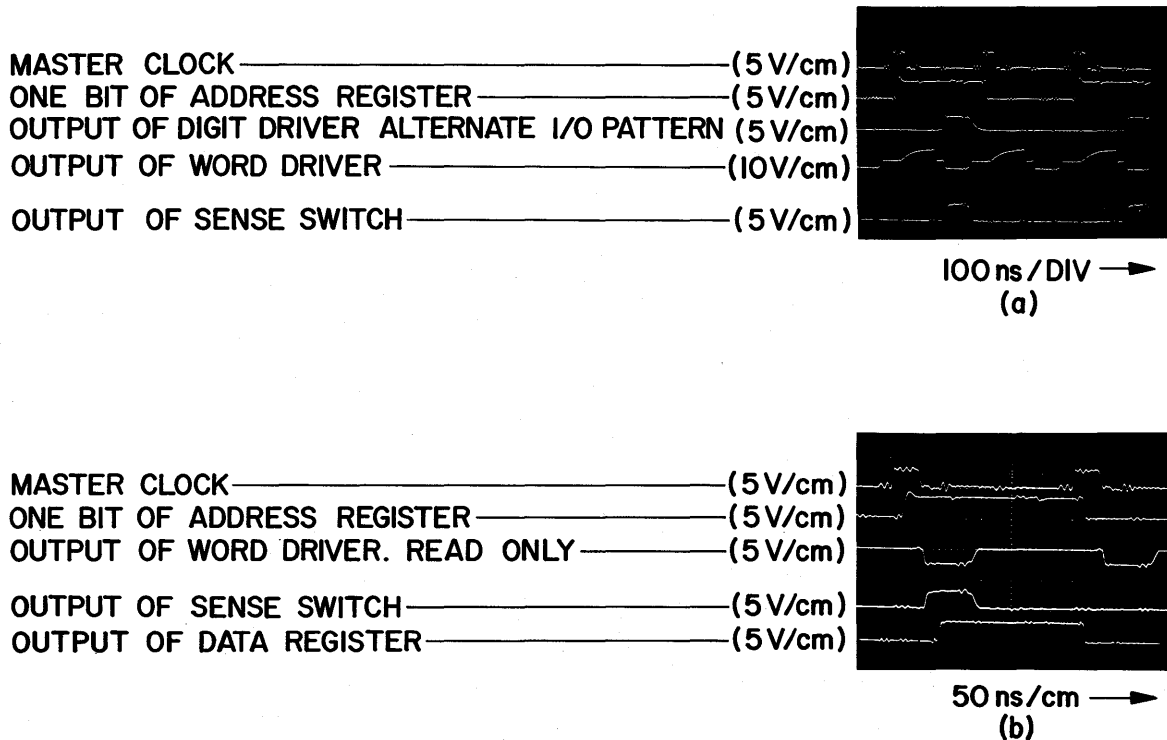 MASTER CLOCK (5 V/cm)
ONE BIT OF ADDRESS REGISTER (5 V/cm)
OUTPUT OF DIGIT DRIVER ALTERNATE I/O PATTERN (5 V/cm)
OUTPUT OF WORD DRIVER (10 V/cm)
OUTPUT OF SENSE SWITCH (5 V/cm)
100 ns/DIV
(a)
MASTER CLOCK (5 V/cm)
ONE BIT OF ADDRESS REGISTER (5 V/cm)
OUTPUT OF WORD DRIVER. READ ONLY (5 V/cm)
OUTPUT OF SENSE SWITCH (5 V/cm)
OUTPUT OF DATA REGISTER (5 V/cm)
50 ns/cm
(b)